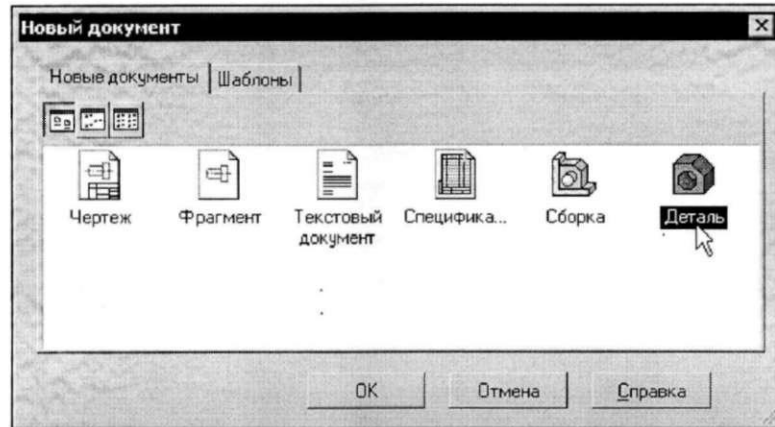 Новый документ
Новые документы Шаблоны
Чертеж Фрагмент Текстовый документ Специфика... Сборка Деталь
OK Отмена Справка